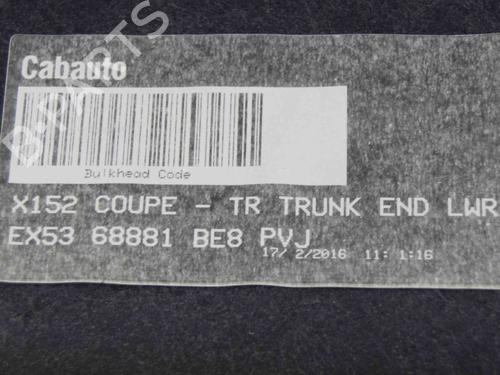 Cabauto
B-PARTS
Bulkhead Code
X152 COUPE - TR TRUNK END LWR
EX53 68881 BE8 PVJ
17/ 2/2016 11: 1:16